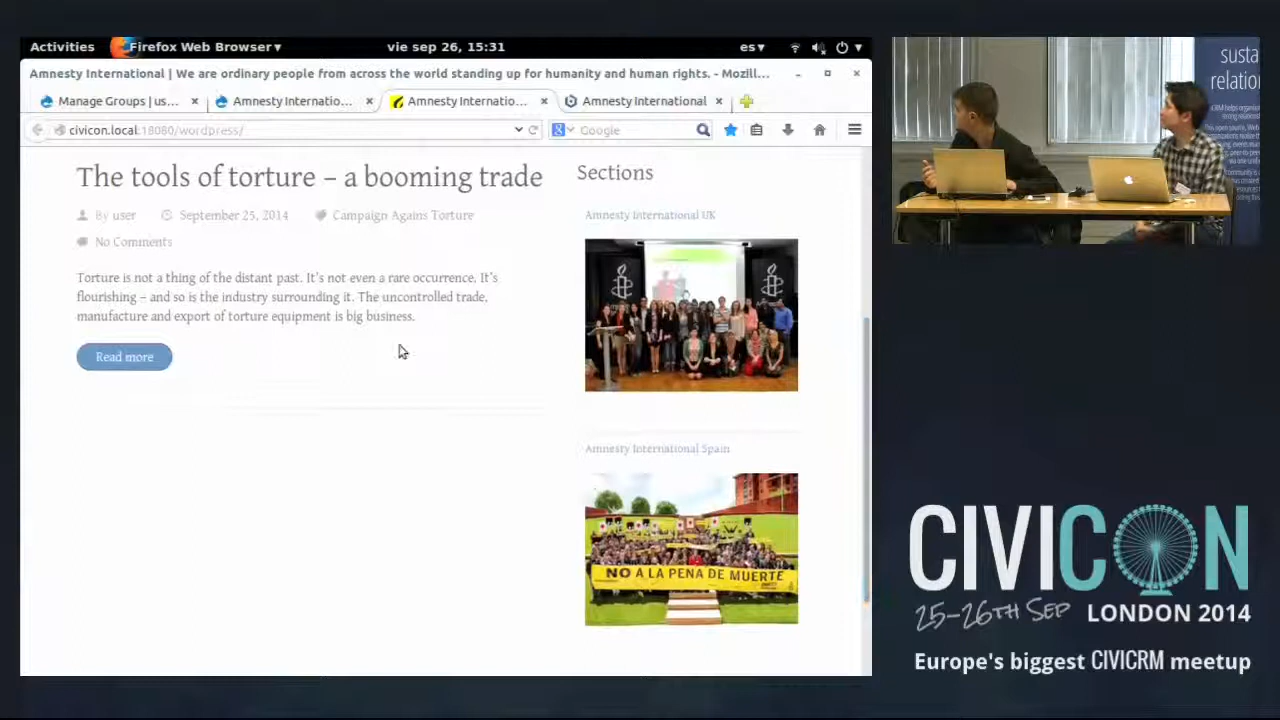 Activities
Firefox Web Browser ▾
vie sep 26, 15:31
es ▾
Amnesty International | We are ordinary people from across the world standing up for humanity and human rights. - Mozill...
Manage Groups | us...
Amnesty Internatio...
Amnesty Internatio...
Amnesty International
civicon.local:18080/wordpress/
Google
The tools of torture – a booming trade
By user
September 25, 2014
Campaign Agains Torture
No Comments
Torture is not a thing of the distant past. It's not even a rare occurrence. It's
flourishing – and so is the industry surrounding it. The uncontrolled trade,
manufacture and export of torture equipment is big business.
Read more
Sections
Amnesty International UK
Amnesty International Spain
NO A LA PENA DE MUERTE
susta
relation
CIVICON
25-26TH SEP LONDON 2014
Europe's biggest CIVICRM meetup